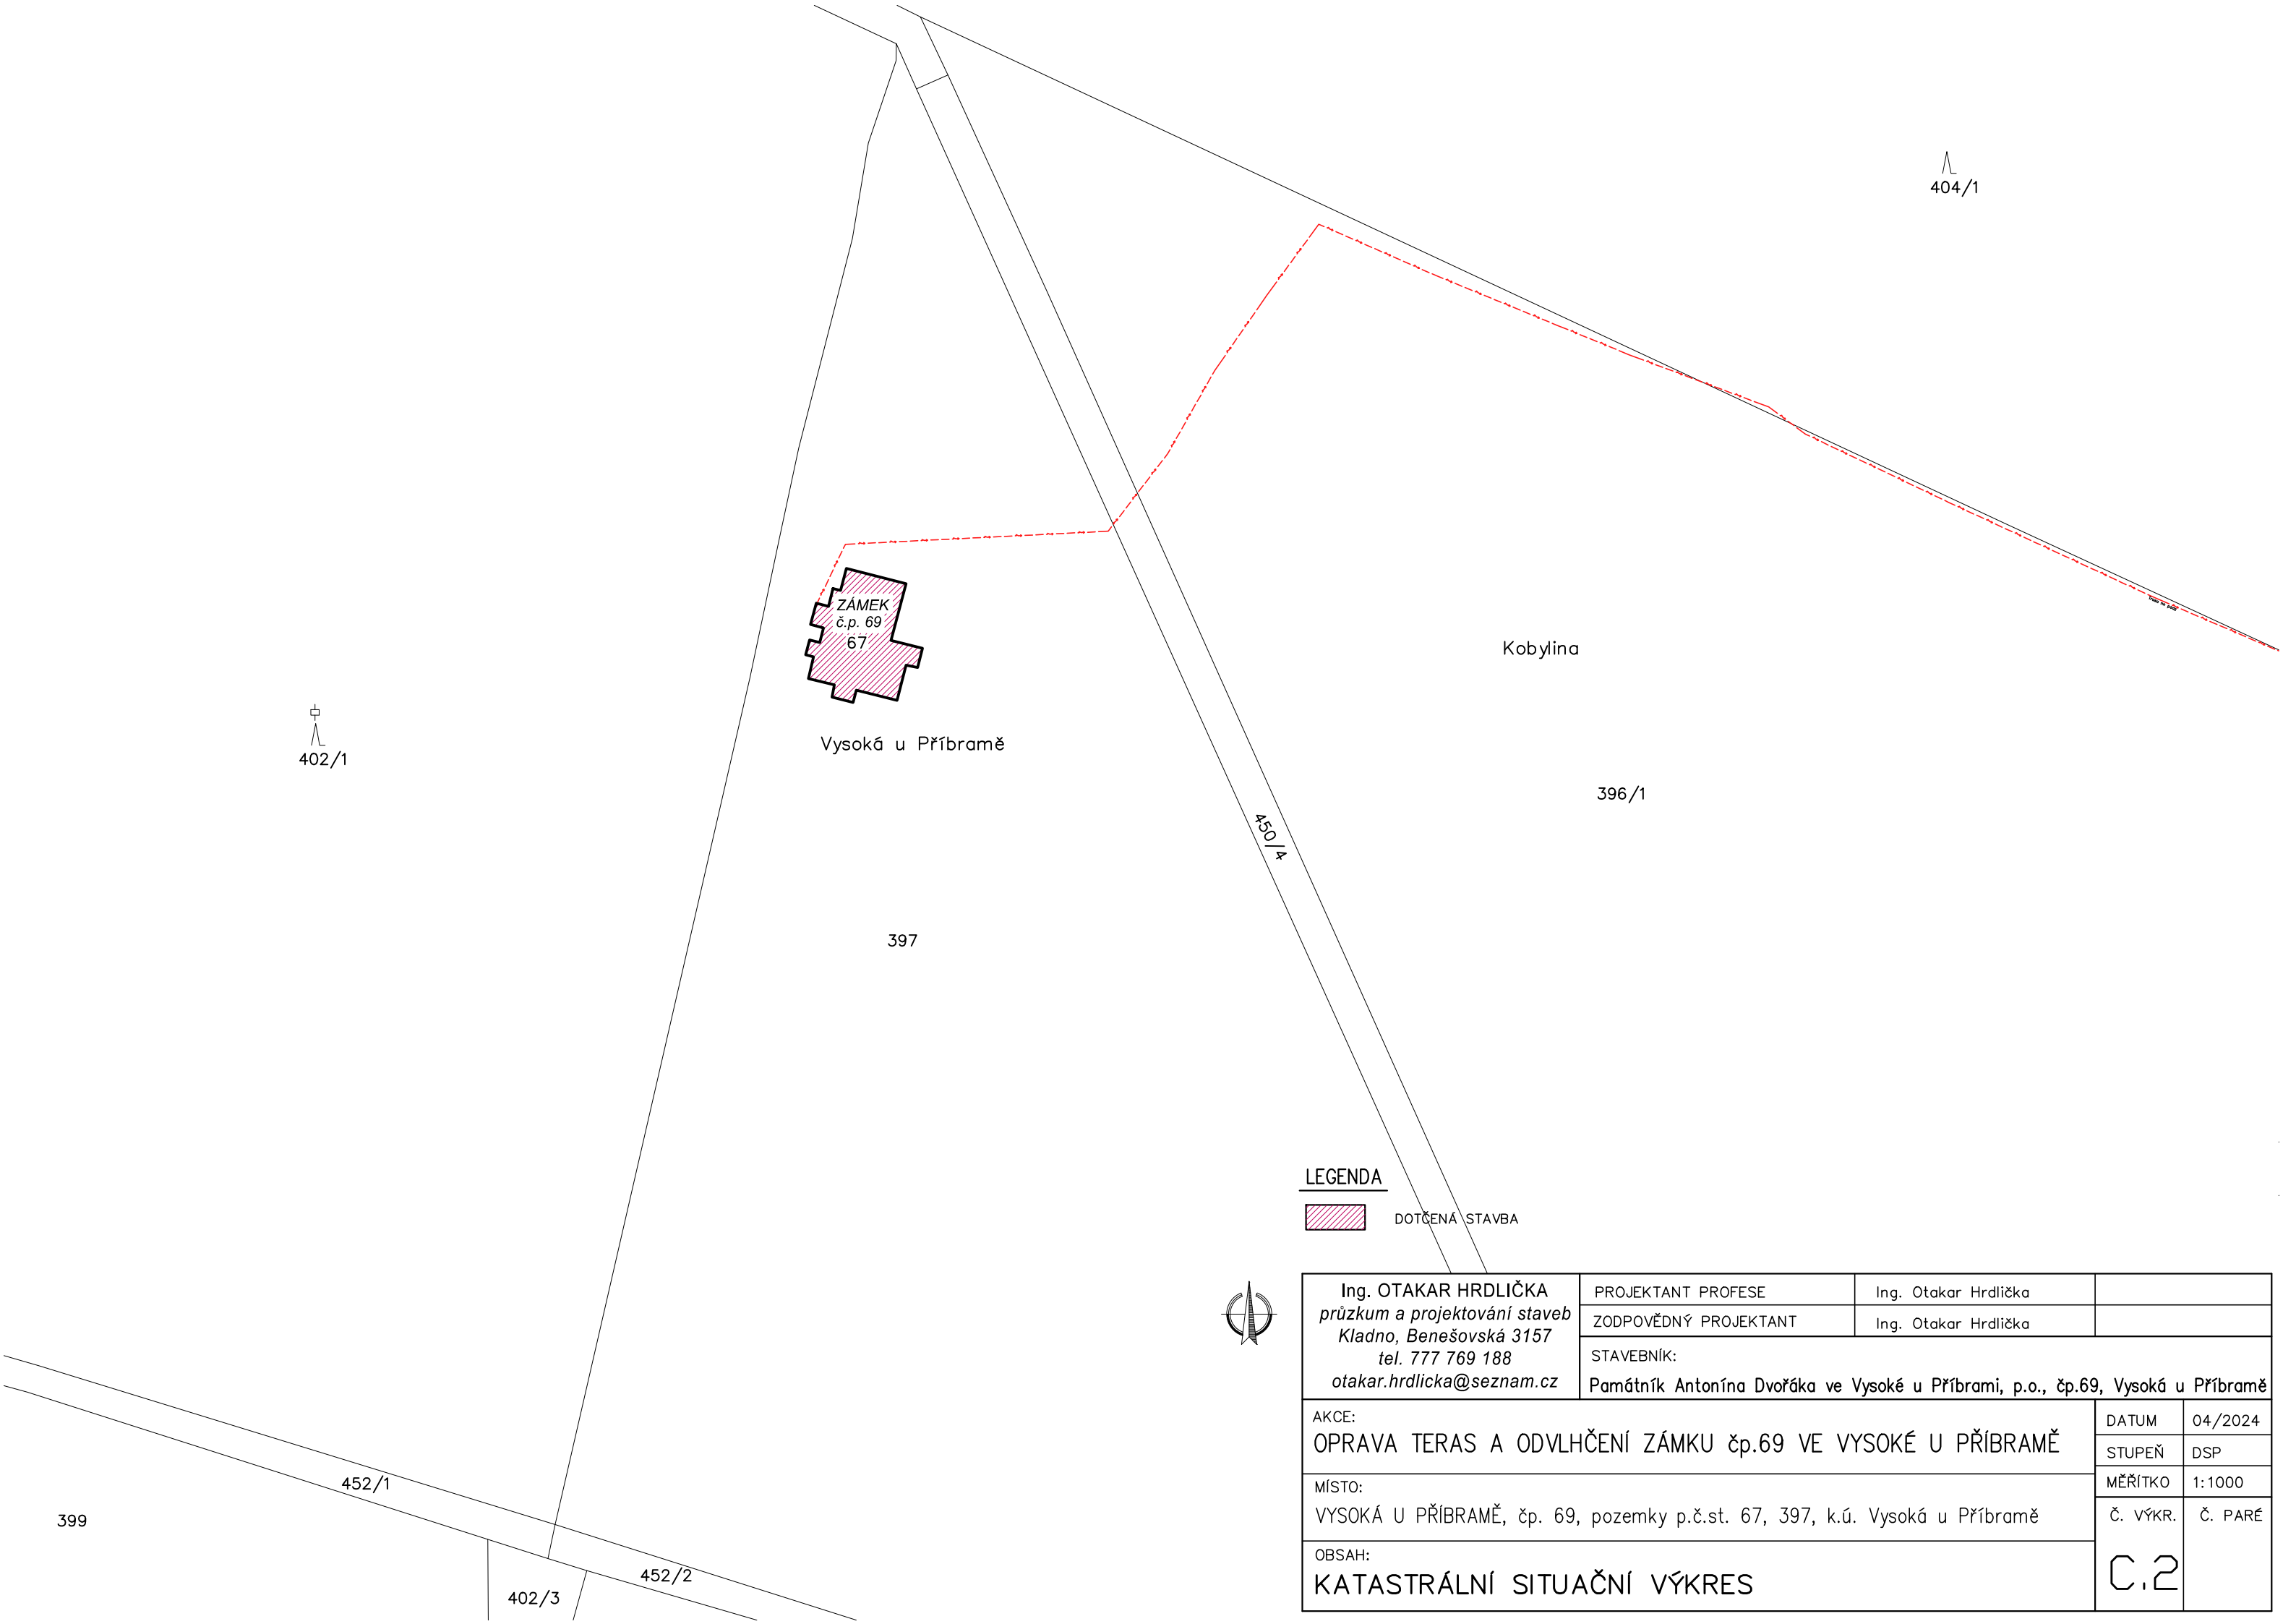 404/1
ZÁMEK
č.p. 69
67
Kobylina
402/1
Vysoká u Příbramě
396/1
450/4
397
LEGENDA
DOTČENÁ STAVBA
452/1
399
452/2
402/3
Ing. OTAKAR HRDLIČKA
průzkum a projektování staveb
Kladno, Benešovská 3157
tel. 777 769 188
otakar.hrdlicka@seznam.cz
PROJEKTANT PROFESE Ing. Otakar Hrdlička
ZODPOVĚDNÝ PROJEKTANT Ing. Otakar Hrdlička
STAVEBNÍK:
Památník Antonína Dvořáka ve Vysoké u Příbrami, p.o., čp.69, Vysoká u Příbramě
AKCE:
OPRAVA TERAS A ODVLHČENÍ ZÁMKU čp.69 VE VYSOKÉ U PŘÍBRAMĚ
DATUM 04/2024
STUPEŇ DSP
MĚŘÍTKO 1:1000
MÍSTO:
VYSOKÁ U PŘÍBRAMĚ, čp. 69, pozemky p.č.st. 67, 397, k.ú. Vysoká u Příbramě
Č. VÝKR. Č. PARÉ
OBSAH:
KATASTRÁLNÍ SITUAČNÍ VÝKRES
C.2